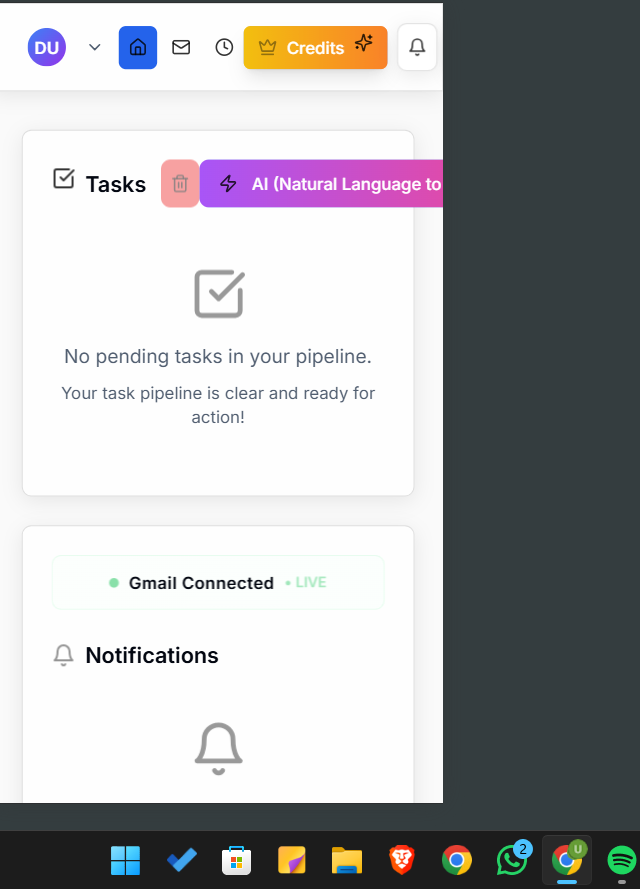 DU
Credits
Tasks
AI (Natural Language to
No pending tasks in your pipeline.
Your task pipeline is clear and ready for
action!
Gmail Connected • LIVE
Notifications
2
U